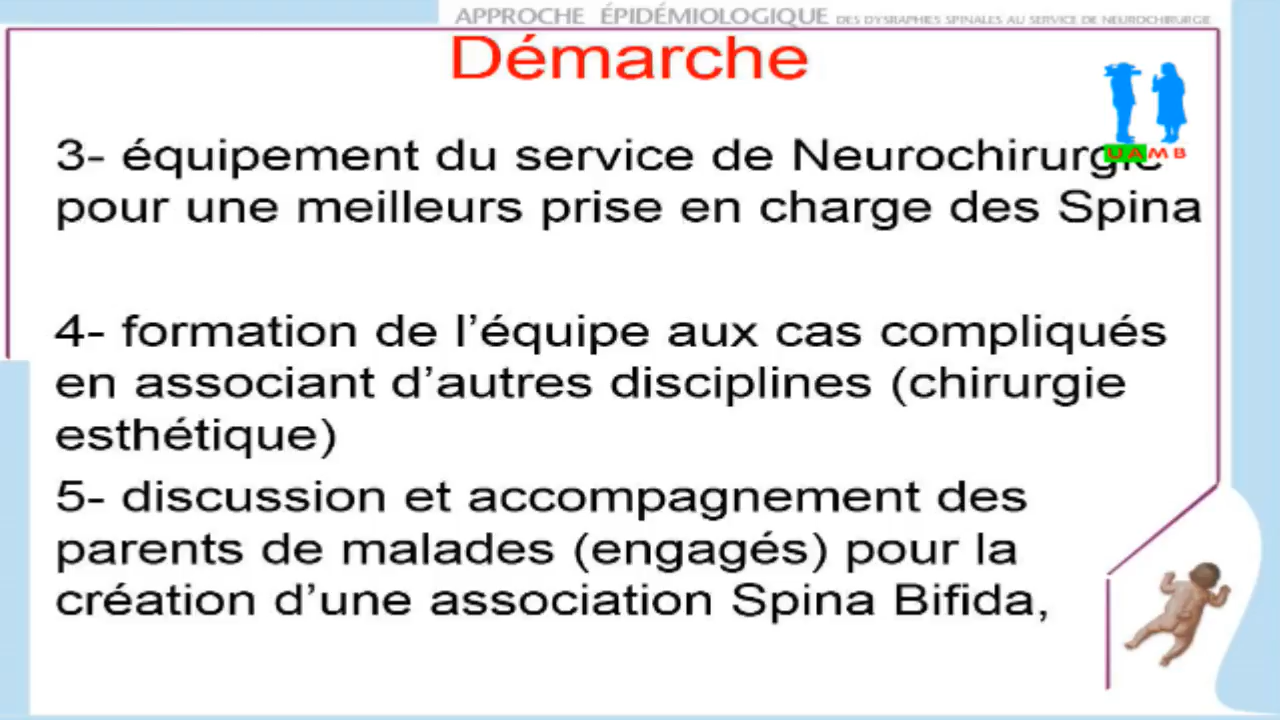 APPROCHE ÉPIDÉMIOLOGIQUE DES DYSRAPHIES SPINALES AU SERVICE DE NEUROCHIRURGIE
Démarche
3- équipement du service de Neurochirurgie
UAMB
pour une meilleurs prise en charge des Spina
4- formation de l’équipe aux cas compliqués
en associant d’autres disciplines (chirurgie
esthétique)
5- discussion et accompagnement des
parents de malades (engagés) pour la
création d’une association Spina Bifida,